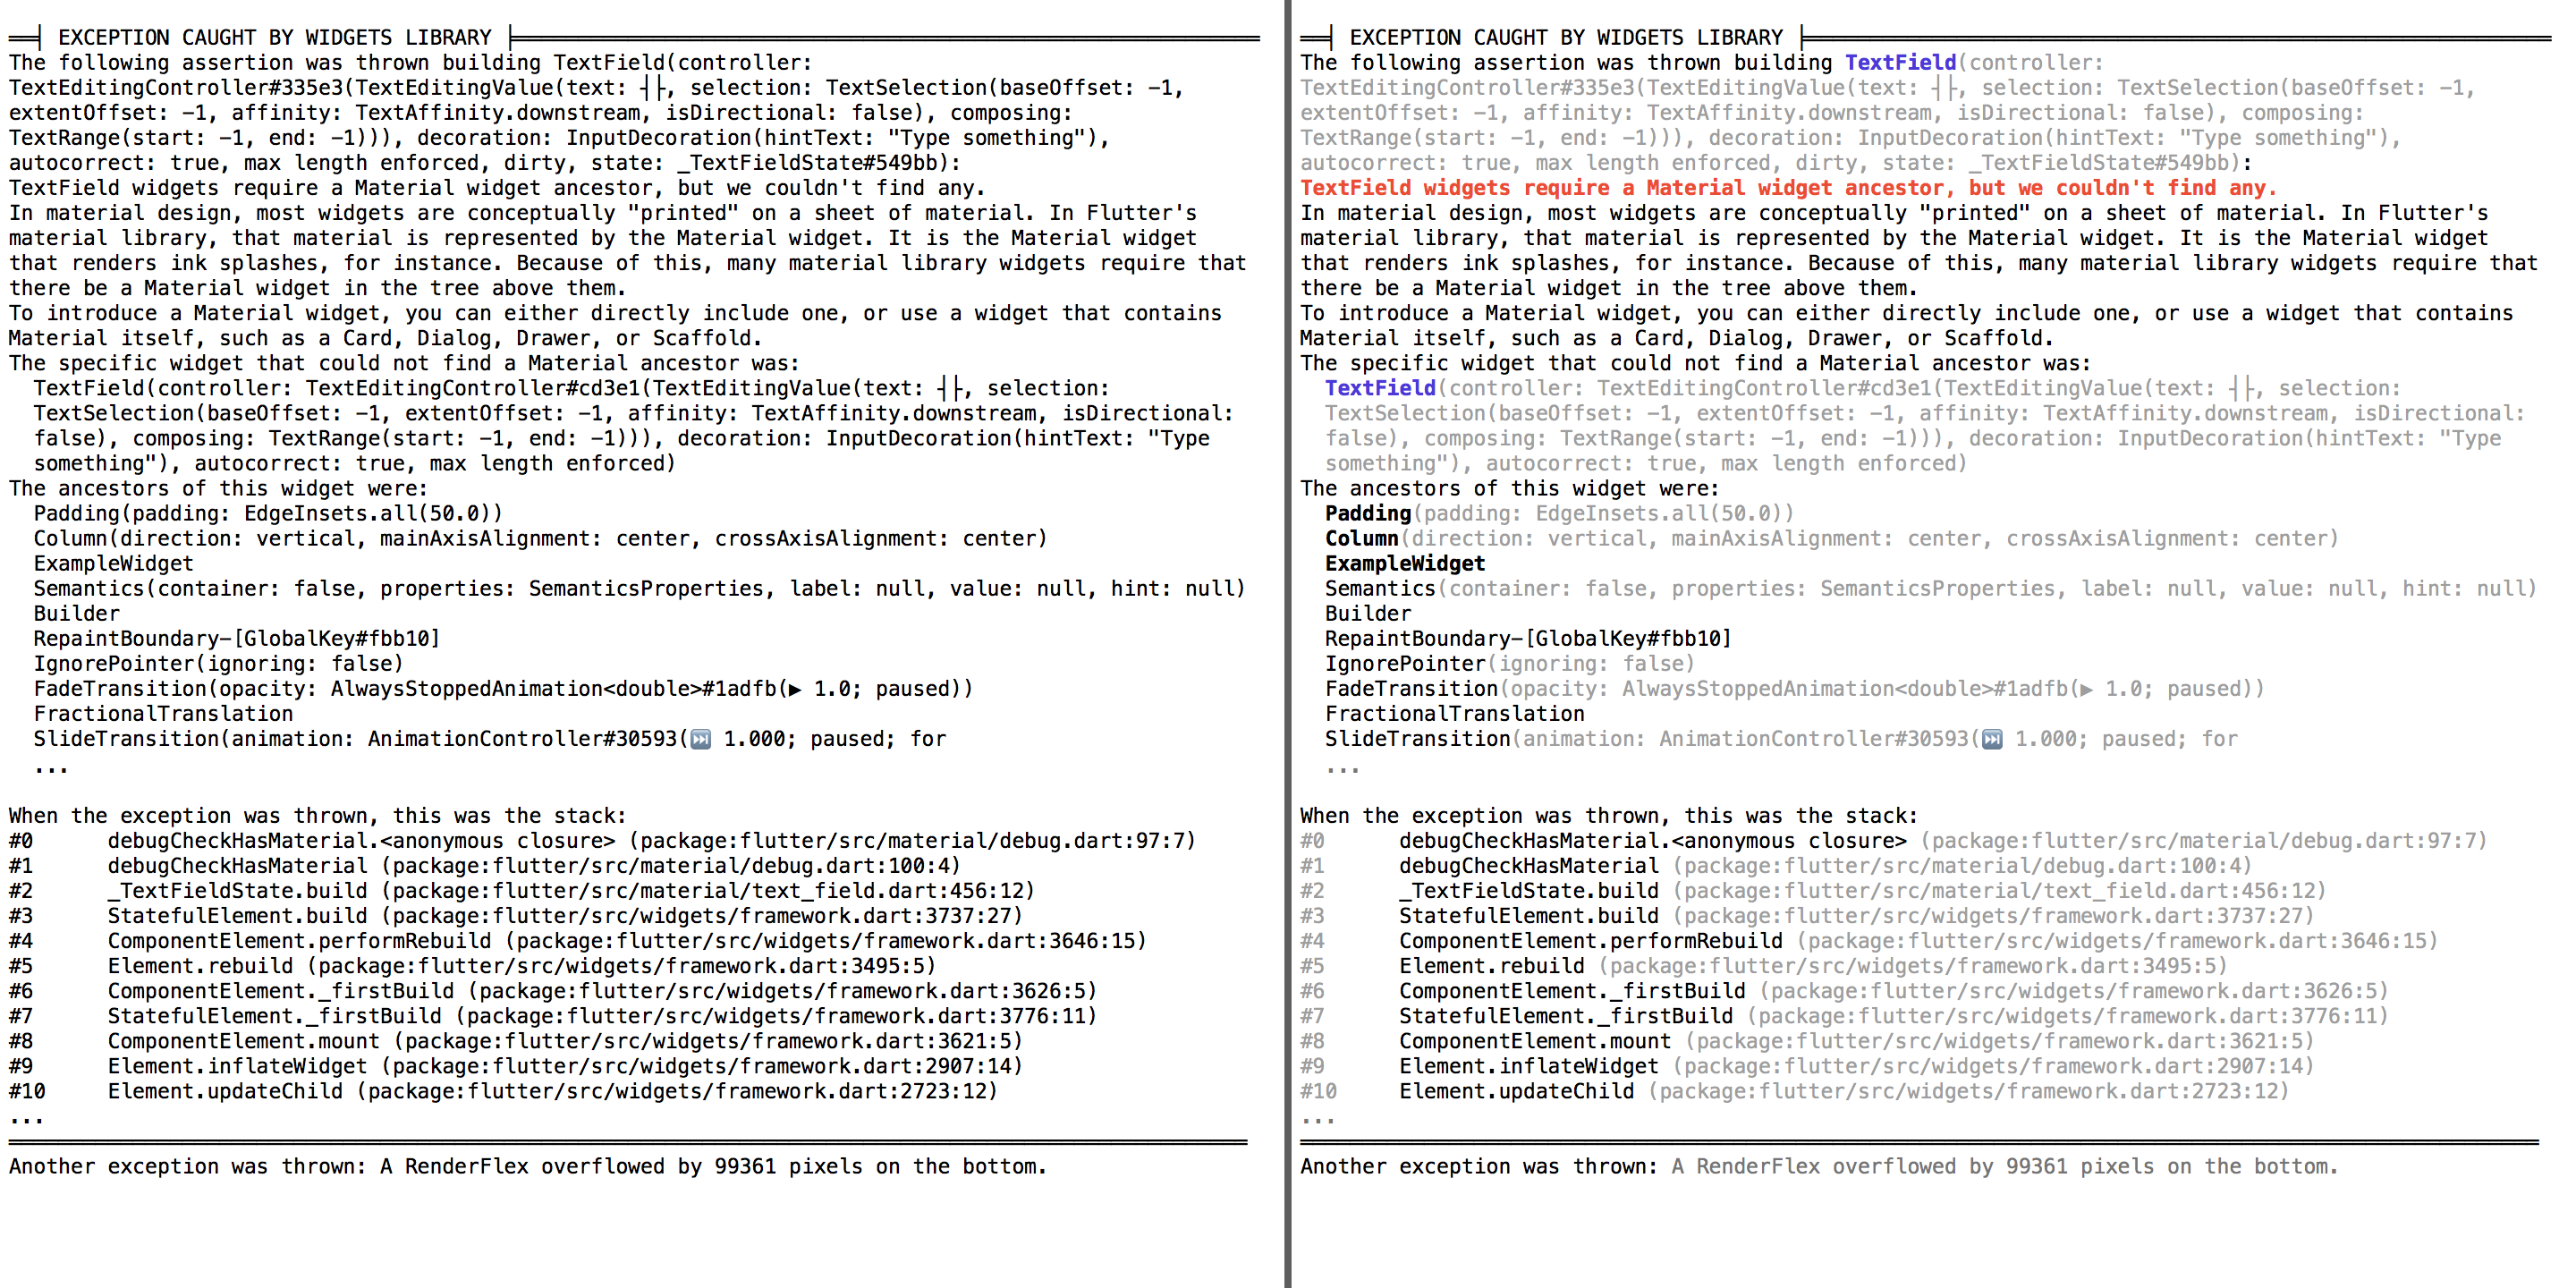 ══╡ EXCEPTION CAUGHT BY WIDGETS LIBRARY ╞═════════════════════════════════════════════════════════════
The following assertion was thrown building TextField(controller:
TextEditingController#335e3(TextEditingValue(text: ┤├, selection: TextSelection(baseOffset: -1,
extentOffset: -1, affinity: TextAffinity.downstream, isDirectional: false), composing:
TextRange(start: -1, end: -1))), decoration: InputDecoration(hintText: "Type something"),
autocorrect: true, max length enforced, dirty, state: _TextFieldState#549bb):
TextField widgets require a Material widget ancestor, but we couldn't find any.
In material design, most widgets are conceptually "printed" on a sheet of material. In Flutter's
material library, that material is represented by the Material widget. It is the Material widget
that renders ink splashes, for instance. Because of this, many material library widgets require that
there be a Material widget in the tree above them.
To introduce a Material widget, you can either directly include one, or use a widget that contains
Material itself, such as a Card, Dialog, Drawer, or Scaffold.
The specific widget that could not find a Material ancestor was:
  TextField(controller: TextEditingController#cd3e1(TextEditingValue(text: ┤├, selection:
  TextSelection(baseOffset: -1, extentOffset: -1, affinity: TextAffinity.downstream, isDirectional:
  false), composing: TextRange(start: -1, end: -1))), decoration: InputDecoration(hintText: "Type
  something"), autocorrect: true, max length enforced)
The ancestors of this widget were:
  Padding(padding: EdgeInsets.all(50.0))
  Column(direction: vertical, mainAxisAlignment: center, crossAxisAlignment: center)
  ExampleWidget
  Semantics(container: false, properties: SemanticsProperties, label: null, value: null, hint: null)
  Builder
  RepaintBoundary-[GlobalKey#fbb10]
  IgnorePointer(ignoring: false)
  FadeTransition(opacity: AlwaysStoppedAnimation<double>#1adfb(▶ 1.0; paused))
  FractionalTranslation
  SlideTransition(animation: AnimationController#30593(⏭ 1.000; paused; for
  ...
When the exception was thrown, this was the stack:
#0      debugCheckHasMaterial.<anonymous closure> (package:flutter/src/material/debug.dart:97:7)
#1      debugCheckHasMaterial (package:flutter/src/material/debug.dart:100:4)
#2      _TextFieldState.build (package:flutter/src/material/text_field.dart:456:12)
#3      StatefulElement.build (package:flutter/src/widgets/framework.dart:3737:27)
#4      ComponentElement.performRebuild (package:flutter/src/widgets/framework.dart:3646:15)
#5      Element.rebuild (package:flutter/src/widgets/framework.dart:3495:5)
#6      ComponentElement._firstBuild (package:flutter/src/widgets/framework.dart:3626:5)
#7      StatefulElement._firstBuild (package:flutter/src/widgets/framework.dart:3776:11)
#8      ComponentElement.mount (package:flutter/src/widgets/framework.dart:3621:5)
#9      Element.inflateWidget (package:flutter/src/widgets/framework.dart:2907:14)
#10     Element.updateChild (package:flutter/src/widgets/framework.dart:2723:12)
...
Another exception was thrown: A RenderFlex overflowed by 99361 pixels on the bottom.
══╡ EXCEPTION CAUGHT BY WIDGETS LIBRARY ╞═════════════════════════════════════════════════════════════
The following assertion was thrown building TextField(controller:
TextEditingController#335e3(TextEditingValue(text: ┤├, selection: TextSelection(baseOffset: -1,
extentOffset: -1, affinity: TextAffinity.downstream, isDirectional: false), composing:
TextRange(start: -1, end: -1))), decoration: InputDecoration(hintText: "Type something"),
autocorrect: true, max length enforced, dirty, state: _TextFieldState#549bb):
TextField widgets require a Material widget ancestor, but we couldn't find any.
In material design, most widgets are conceptually "printed" on a sheet of material. In Flutter's
material library, that material is represented by the Material widget. It is the Material widget
that renders ink splashes, for instance. Because of this, many material library widgets require that
there be a Material widget in the tree above them.
To introduce a Material widget, you can either directly include one, or use a widget that contains
Material itself, such as a Card, Dialog, Drawer, or Scaffold.
The specific widget that could not find a Material ancestor was:
  TextField(controller: TextEditingController#cd3e1(TextEditingValue(text: ┤├, selection:
  TextSelection(baseOffset: -1, extentOffset: -1, affinity: TextAffinity.downstream, isDirectional:
  false), composing: TextRange(start: -1, end: -1))), decoration: InputDecoration(hintText: "Type
  something"), autocorrect: true, max length enforced)
The ancestors of this widget were:
  Padding(padding: EdgeInsets.all(50.0))
  Column(direction: vertical, mainAxisAlignment: center, crossAxisAlignment: center)
  ExampleWidget
  Semantics(container: false, properties: SemanticsProperties, label: null, value: null, hint: null)
  Builder
  RepaintBoundary-[GlobalKey#fbb10]
  IgnorePointer(ignoring: false)
  FadeTransition(opacity: AlwaysStoppedAnimation<double>#1adfb(▶ 1.0; paused))
  FractionalTranslation
  SlideTransition(animation: AnimationController#30593(⏭ 1.000; paused; for
  ...
When the exception was thrown, this was the stack:
#0      debugCheckHasMaterial.<anonymous closure> (package:flutter/src/material/debug.dart:97:7)
#1      debugCheckHasMaterial (package:flutter/src/material/debug.dart:100:4)
#2      _TextFieldState.build (package:flutter/src/material/text_field.dart:456:12)
#3      StatefulElement.build (package:flutter/src/widgets/framework.dart:3737:27)
#4      ComponentElement.performRebuild (package:flutter/src/widgets/framework.dart:3646:15)
#5      Element.rebuild (package:flutter/src/widgets/framework.dart:3495:5)
#6      ComponentElement._firstBuild (package:flutter/src/widgets/framework.dart:3626:5)
#7      StatefulElement._firstBuild (package:flutter/src/widgets/framework.dart:3776:11)
#8      ComponentElement.mount (package:flutter/src/widgets/framework.dart:3621:5)
#9      Element.inflateWidget (package:flutter/src/widgets/framework.dart:2907:14)
#10     Element.updateChild (package:flutter/src/widgets/framework.dart:2723:12)
...
Another exception was thrown: A RenderFlex overflowed by 99361 pixels on the bottom.